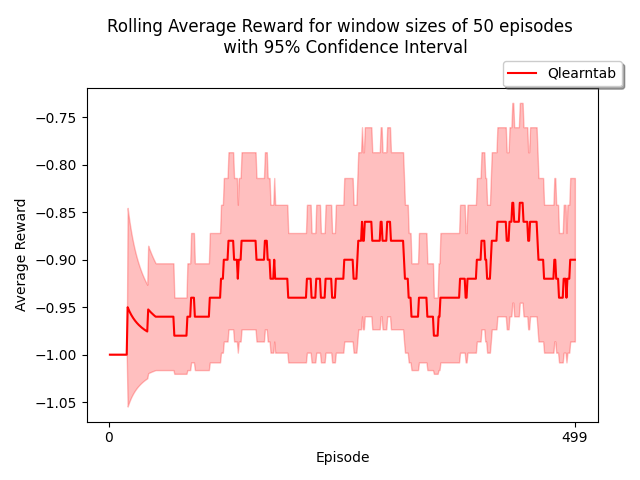 Rolling Average Reward for window sizes of 50 episodes
with 95% Confidence Interval
Qlearntab
−0.75
−0.80
−0.85
−0.90
−0.95
−1.00
−1.05
Average Reward
0
499
Episode